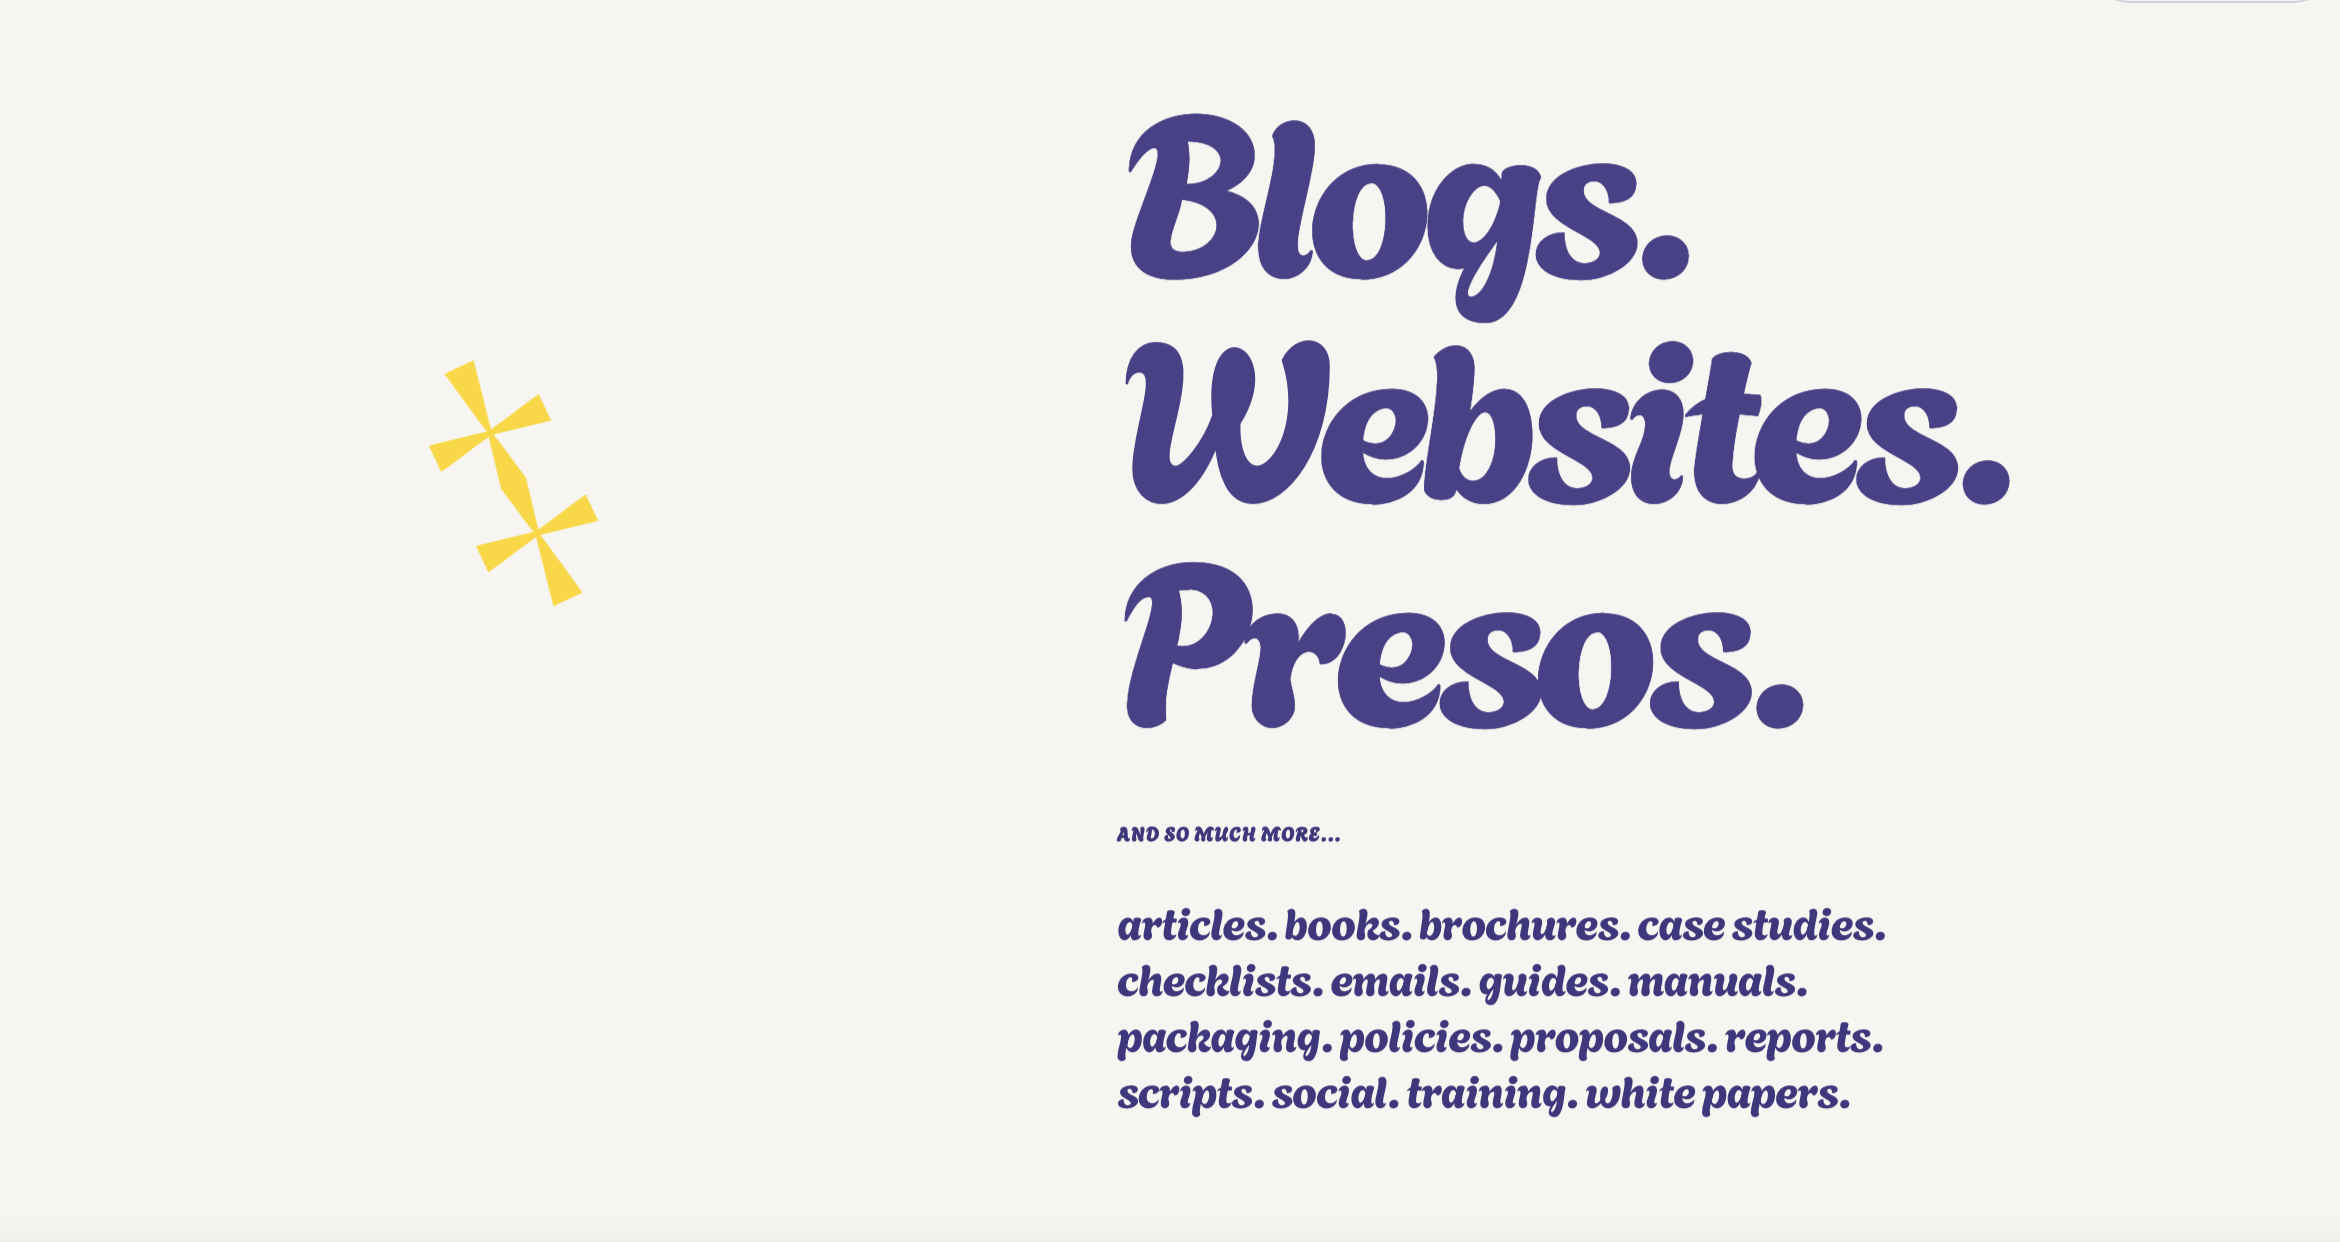 Blogs.
Websites.
Presos.
AND SO MUCH MORE...
articles. books. brochures. case studies.
checklists. emails. guides. manuals.
packaging. policies. proposals. reports.
scripts. social. training. white papers.